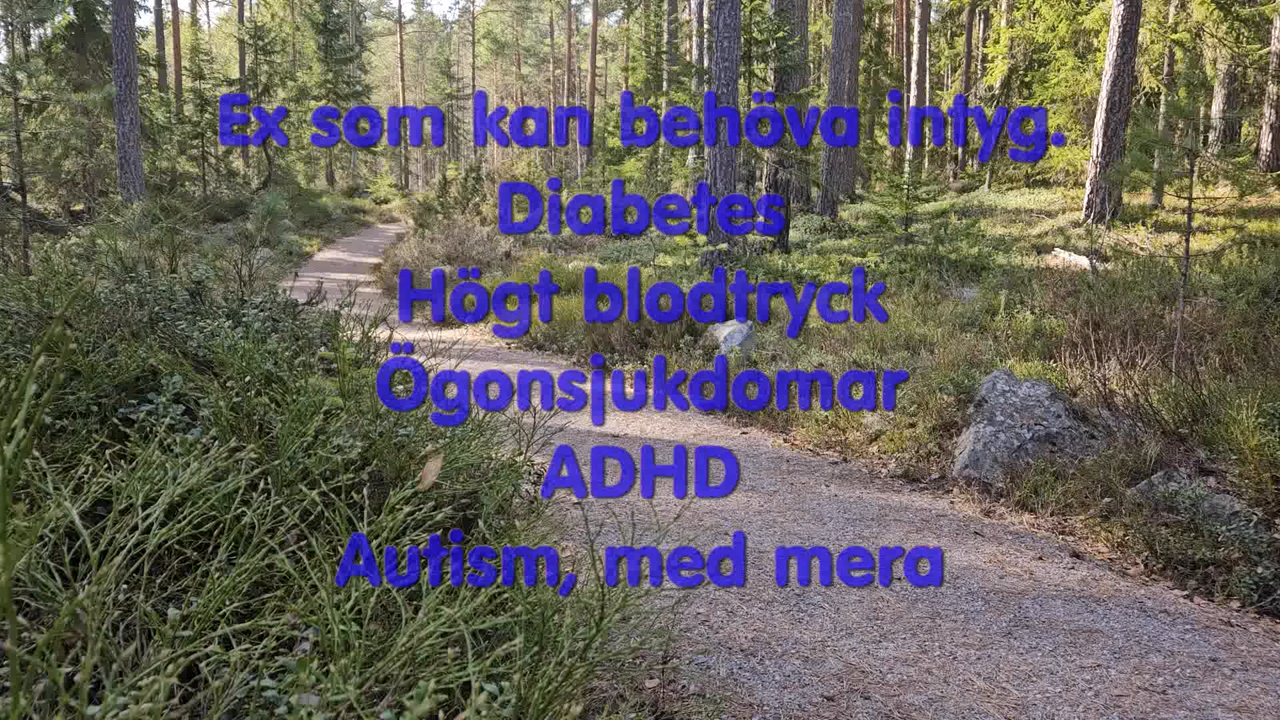 Ex som kan behöva intyg.
Diabetes
Högt blodtryck
Ögonsjukdomar
ADHD
Autism, med mera